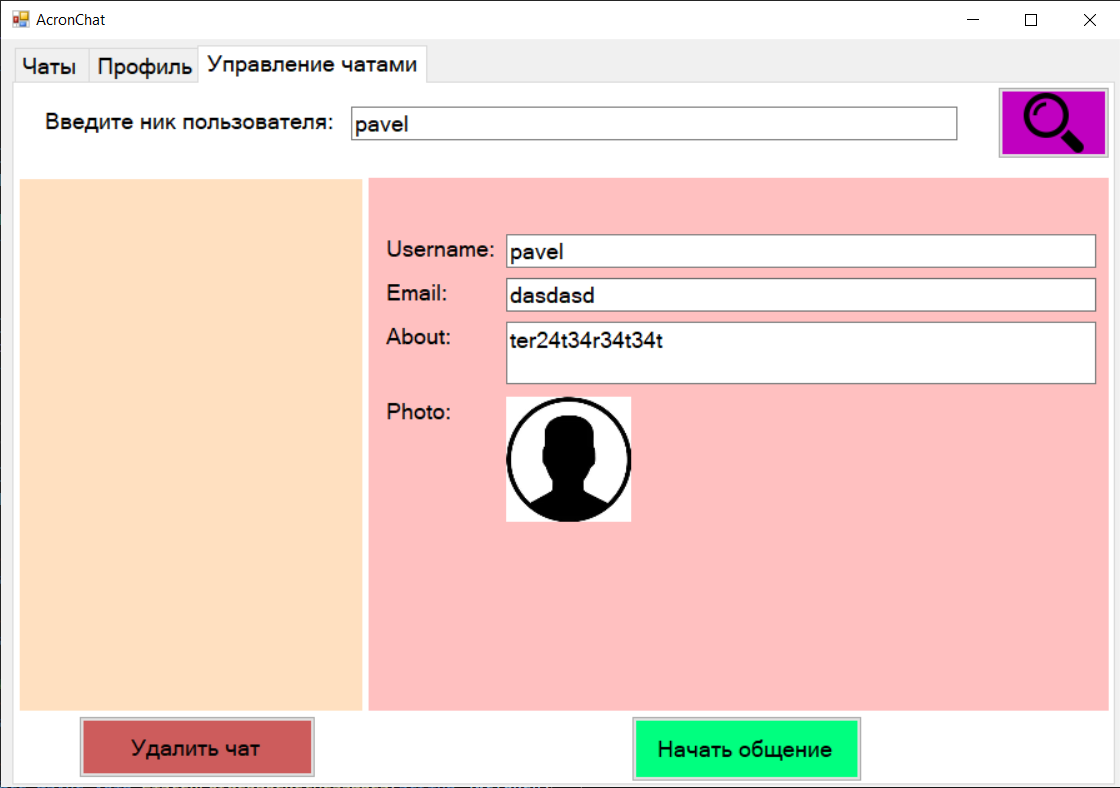 AcronChat
Чаты Профиль Управление чатами
Введите ник пользователя: pavel
Username: pavel
Email: dasdasd
About: ter24t34r34t34t
Photo:
Удалить чат Начать общение